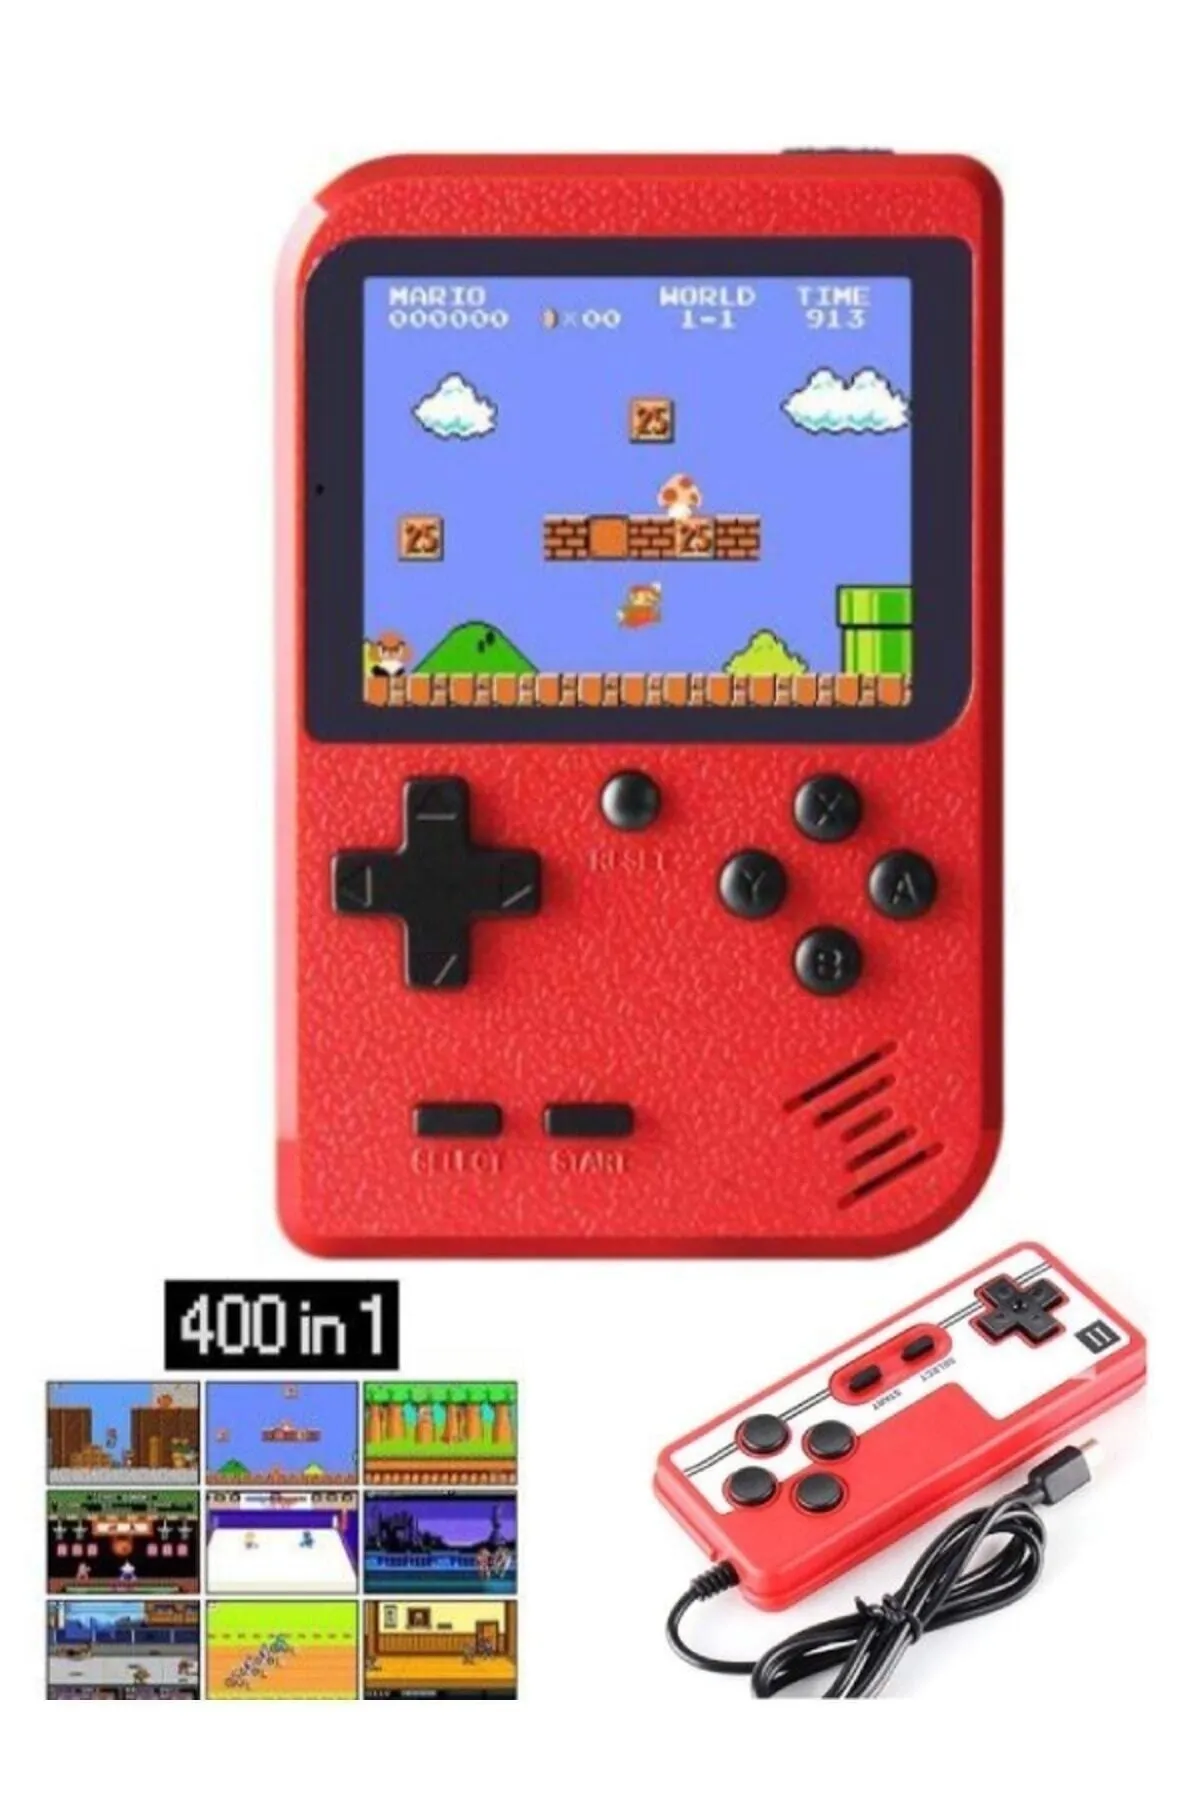 MARIO WORLD TIME
000000 ×00 1-1 913
25
25
25
X
Y A
B
RESET
SELECT START
400 in 1
II
SELECT
START